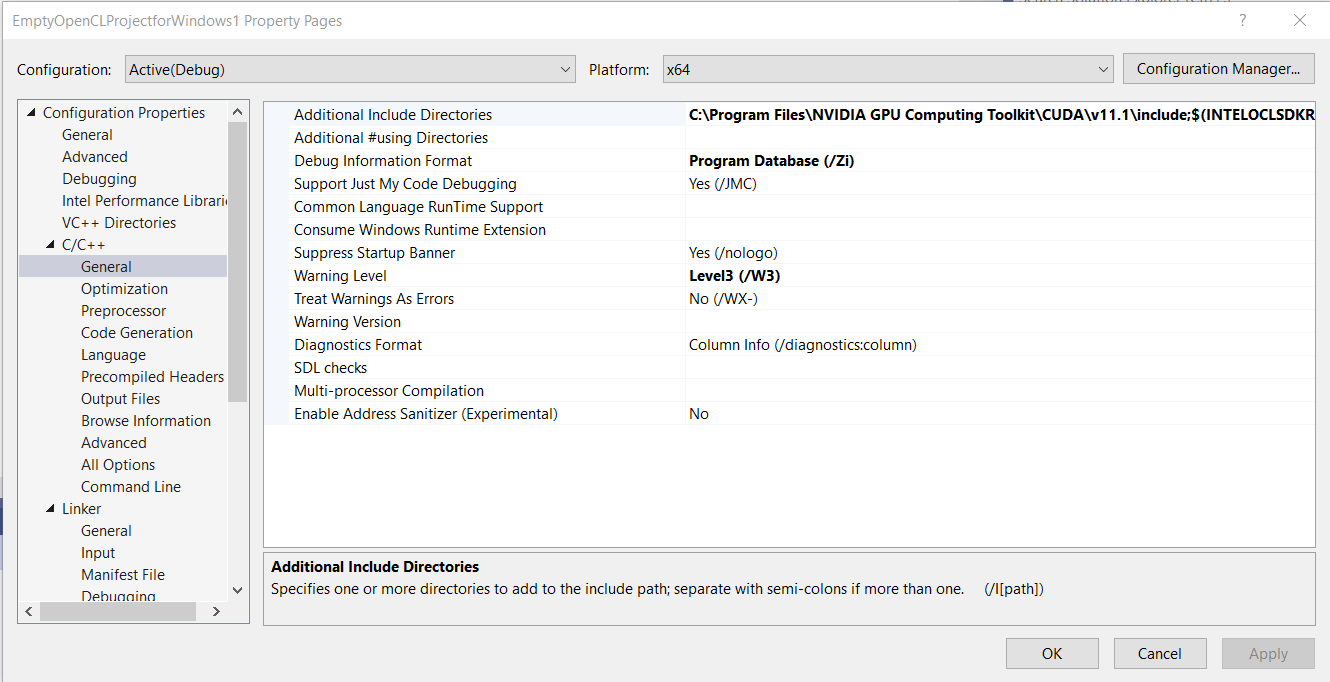 EmptyOpenCLProjectforWindows1 Property Pages
?
Configuration: Active(Debug) Platform: x64 Configuration Manager...
Configuration Properties
General
Advanced
Debugging
Intel Performance Librari
VC++ Directories
C/C++
General
Optimization
Preprocessor
Code Generation
Language
Precompiled Headers
Output Files
Browse Information
Advanced
All Options
Command Line
Linker
General
Input
Manifest File
Debugging
Additional Include Directories C:\Program Files\NVIDIA GPU Computing Toolkit\CUDA\v11.1\include;$(INTELOCLSDKR
Additional #using Directories
Debug Information Format Program Database (/Zi)
Support Just My Code Debugging Yes (/JMC)
Common Language RunTime Support
Consume Windows Runtime Extension
Suppress Startup Banner Yes (/nologo)
Warning Level Level3 (/W3)
Treat Warnings As Errors No (/WX-)
Warning Version
Diagnostics Format Column Info (/diagnostics:column)
SDL checks
Multi-processor Compilation
Enable Address Sanitizer (Experimental) No
Additional Include Directories
Specifies one or more directories to add to the include path; separate with semi-colons if more than one. (/I[path])
OK Cancel Apply